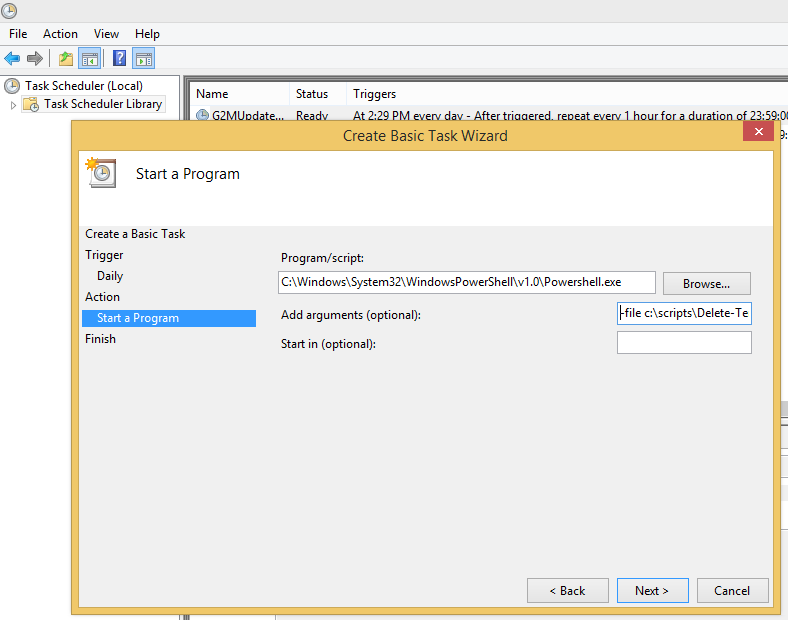 File Action View Help
Task Scheduler (Local)
Task Scheduler Library
Name Status Triggers
G2MUpdate... Ready At 2:29 PM every day - After triggered, repeat every 1 hour for a duration of 23:59:00
Create Basic Task Wizard
Start a Program
Create a Basic Task
Trigger
Daily
Action
Start a Program
Finish
Program/script:
C:\Windows\System32\WindowsPowerShell\v1.0\Powershell.exe
Browse...
Add arguments (optional):
-file c:\scripts\Delete-Te
Start in (optional):
< Back
Next >
Cancel